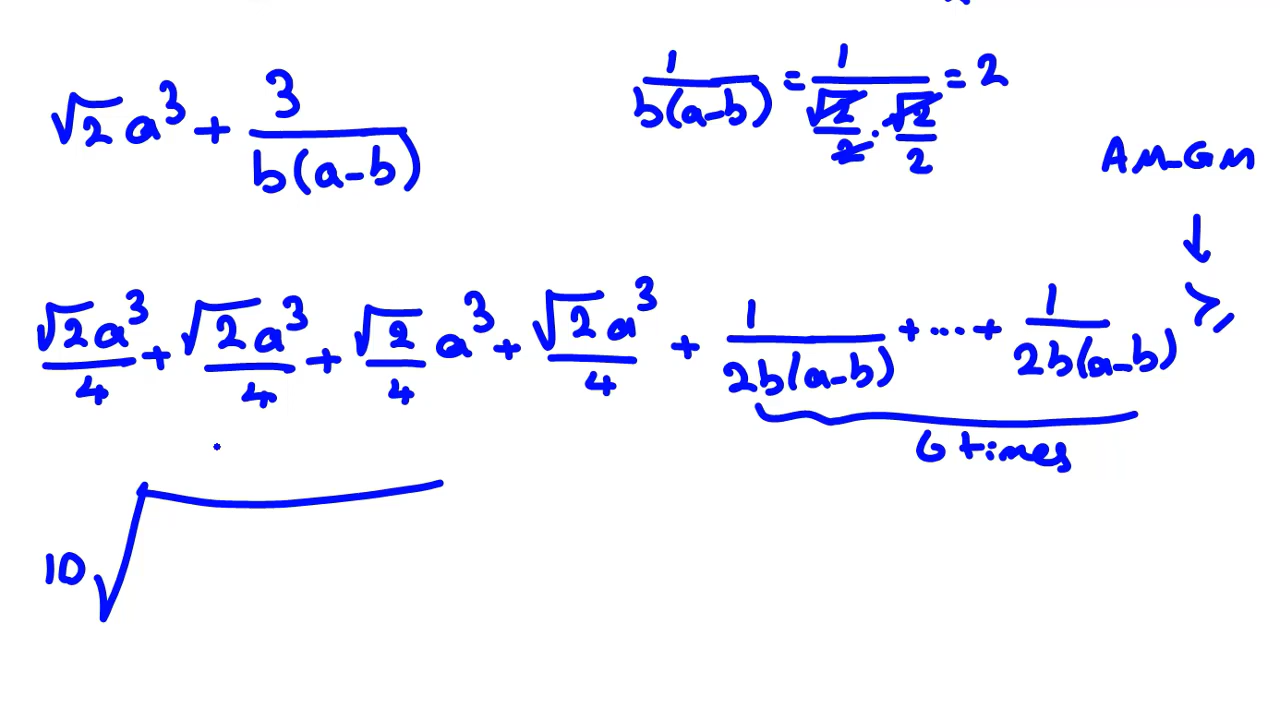 √2 a³ + 3/(b(a-b))
1/(b(a-b)) = 1/(√2/2 · √2/2) = 2
AM-GM
↓
√2a³/4 + √2a³/4 + √2/4 a³ + √2a³/4 + 1/(2b(a-b)) + ... + 1/(2b(a-b)) ≥
6 times
10√